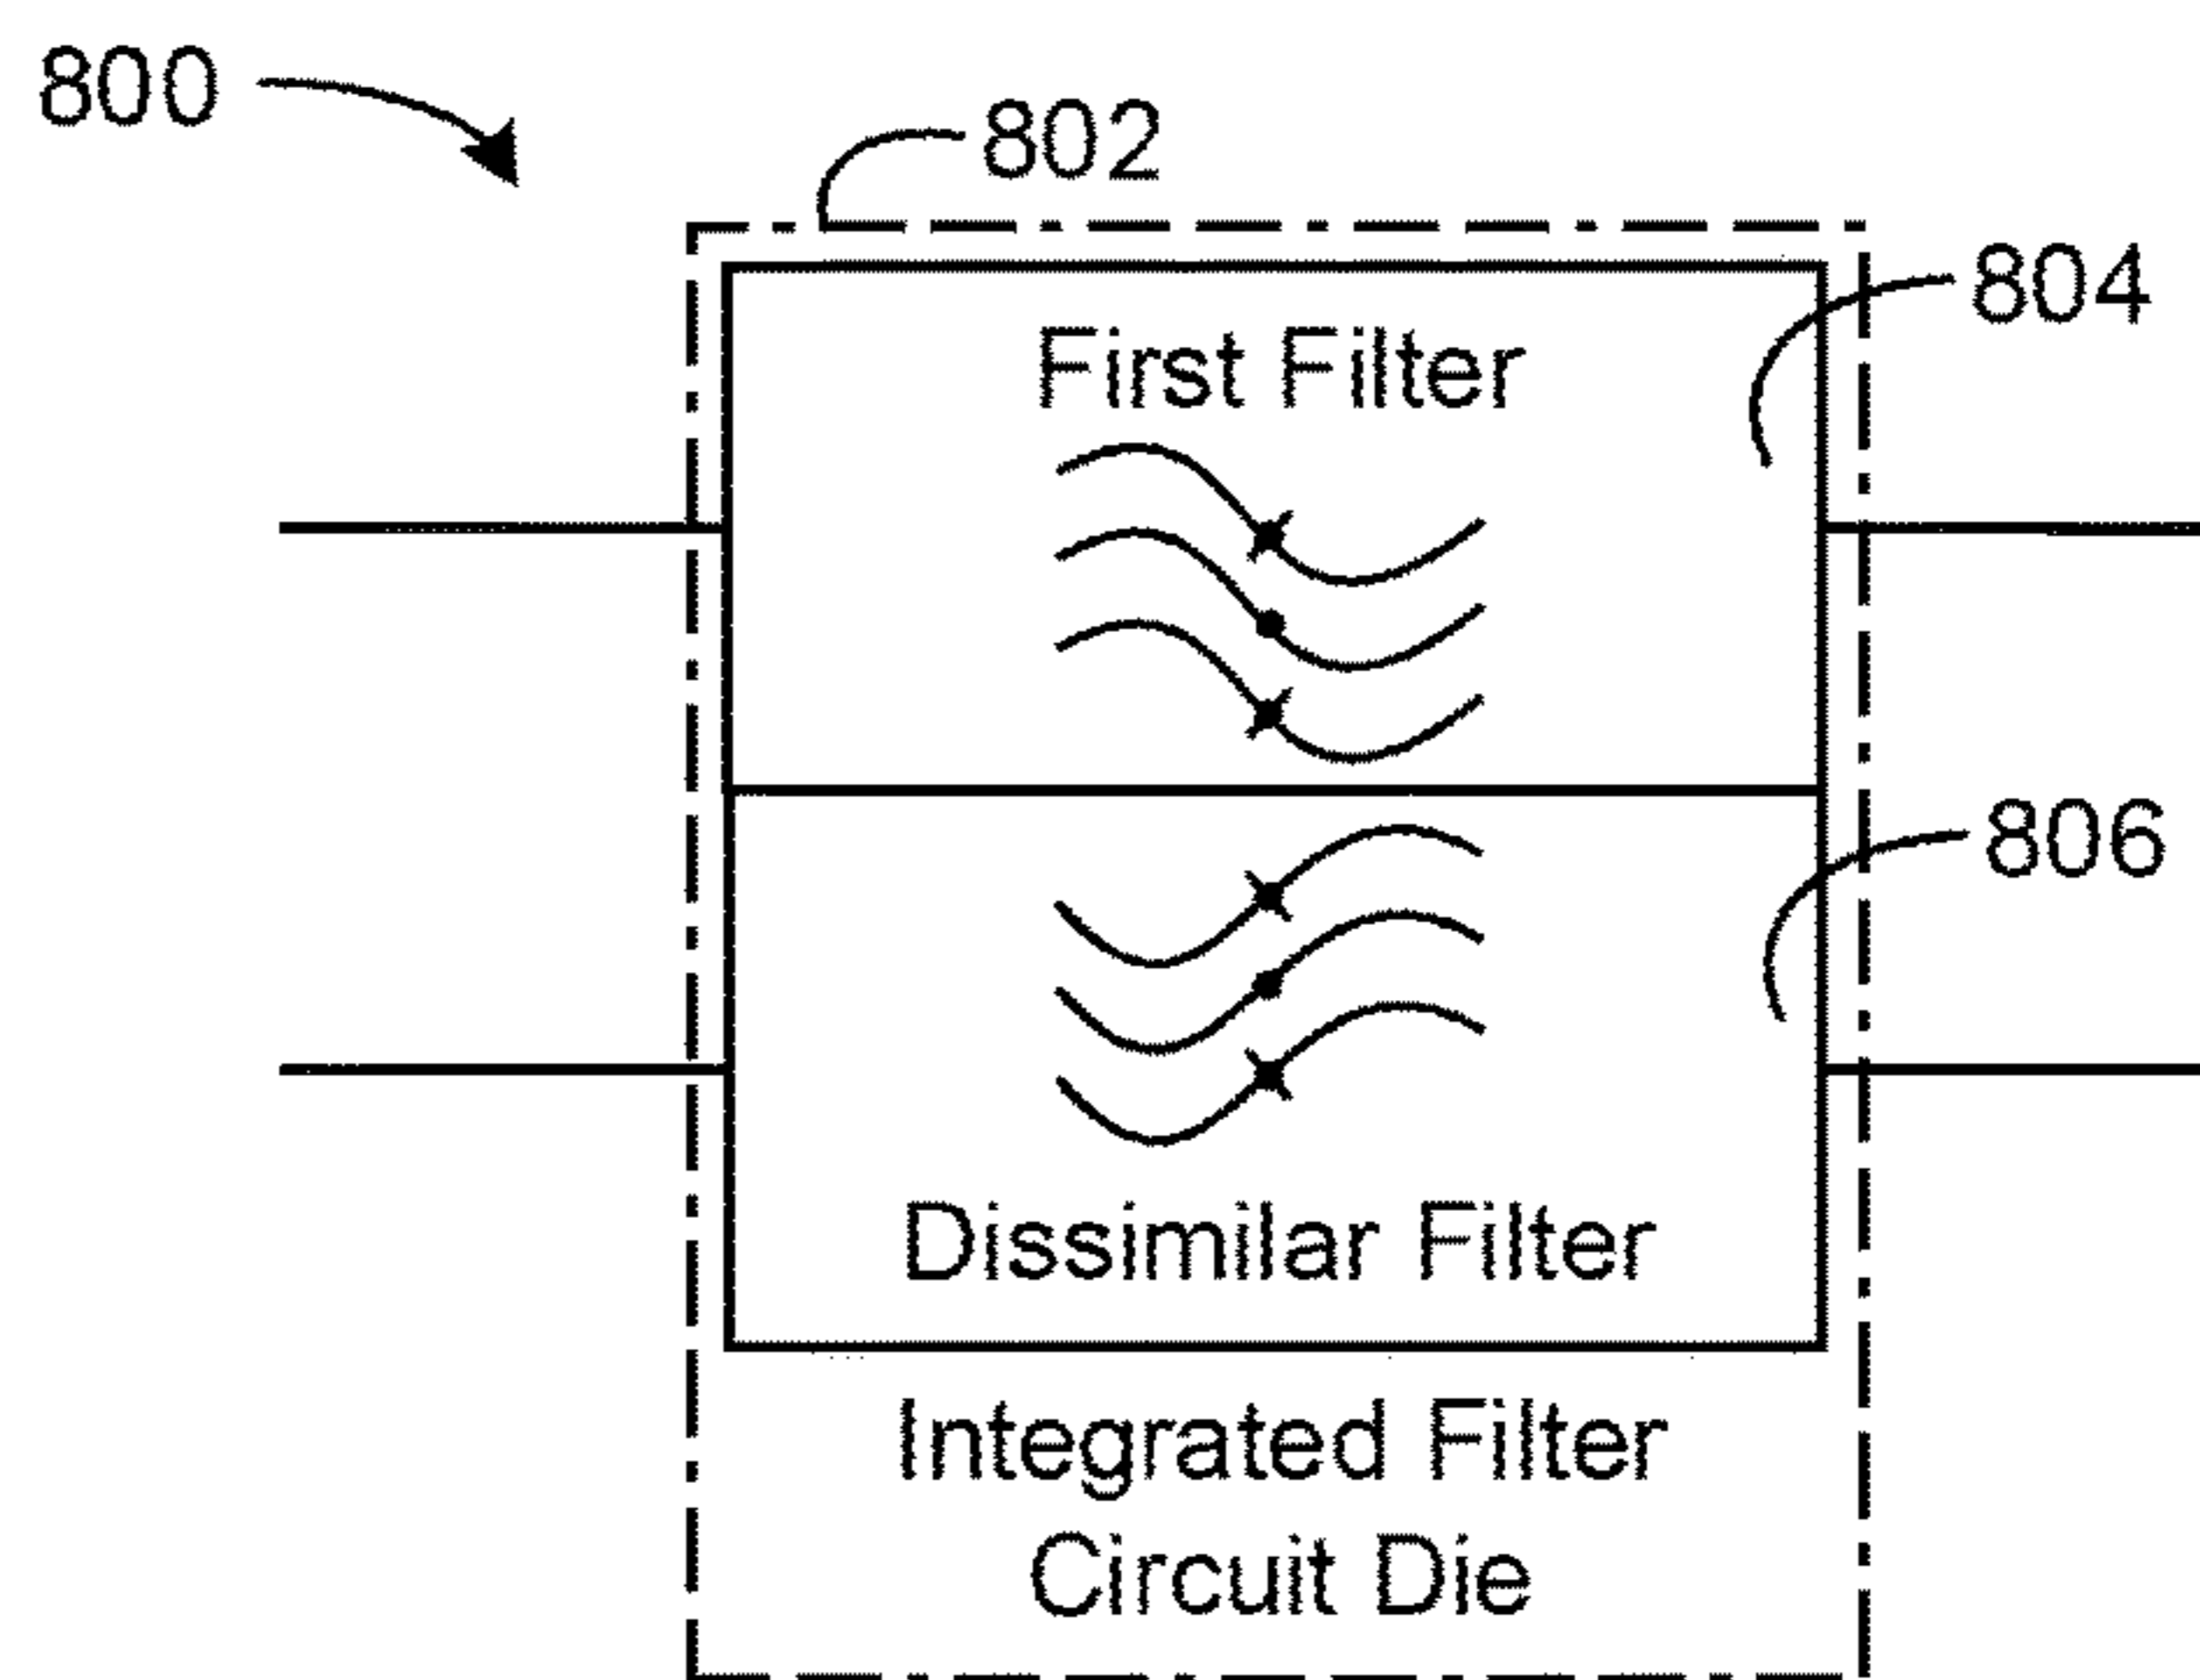 800
802
804
First Filter
806
Dissimilar Filter
Integrated Filter
Circuit Die